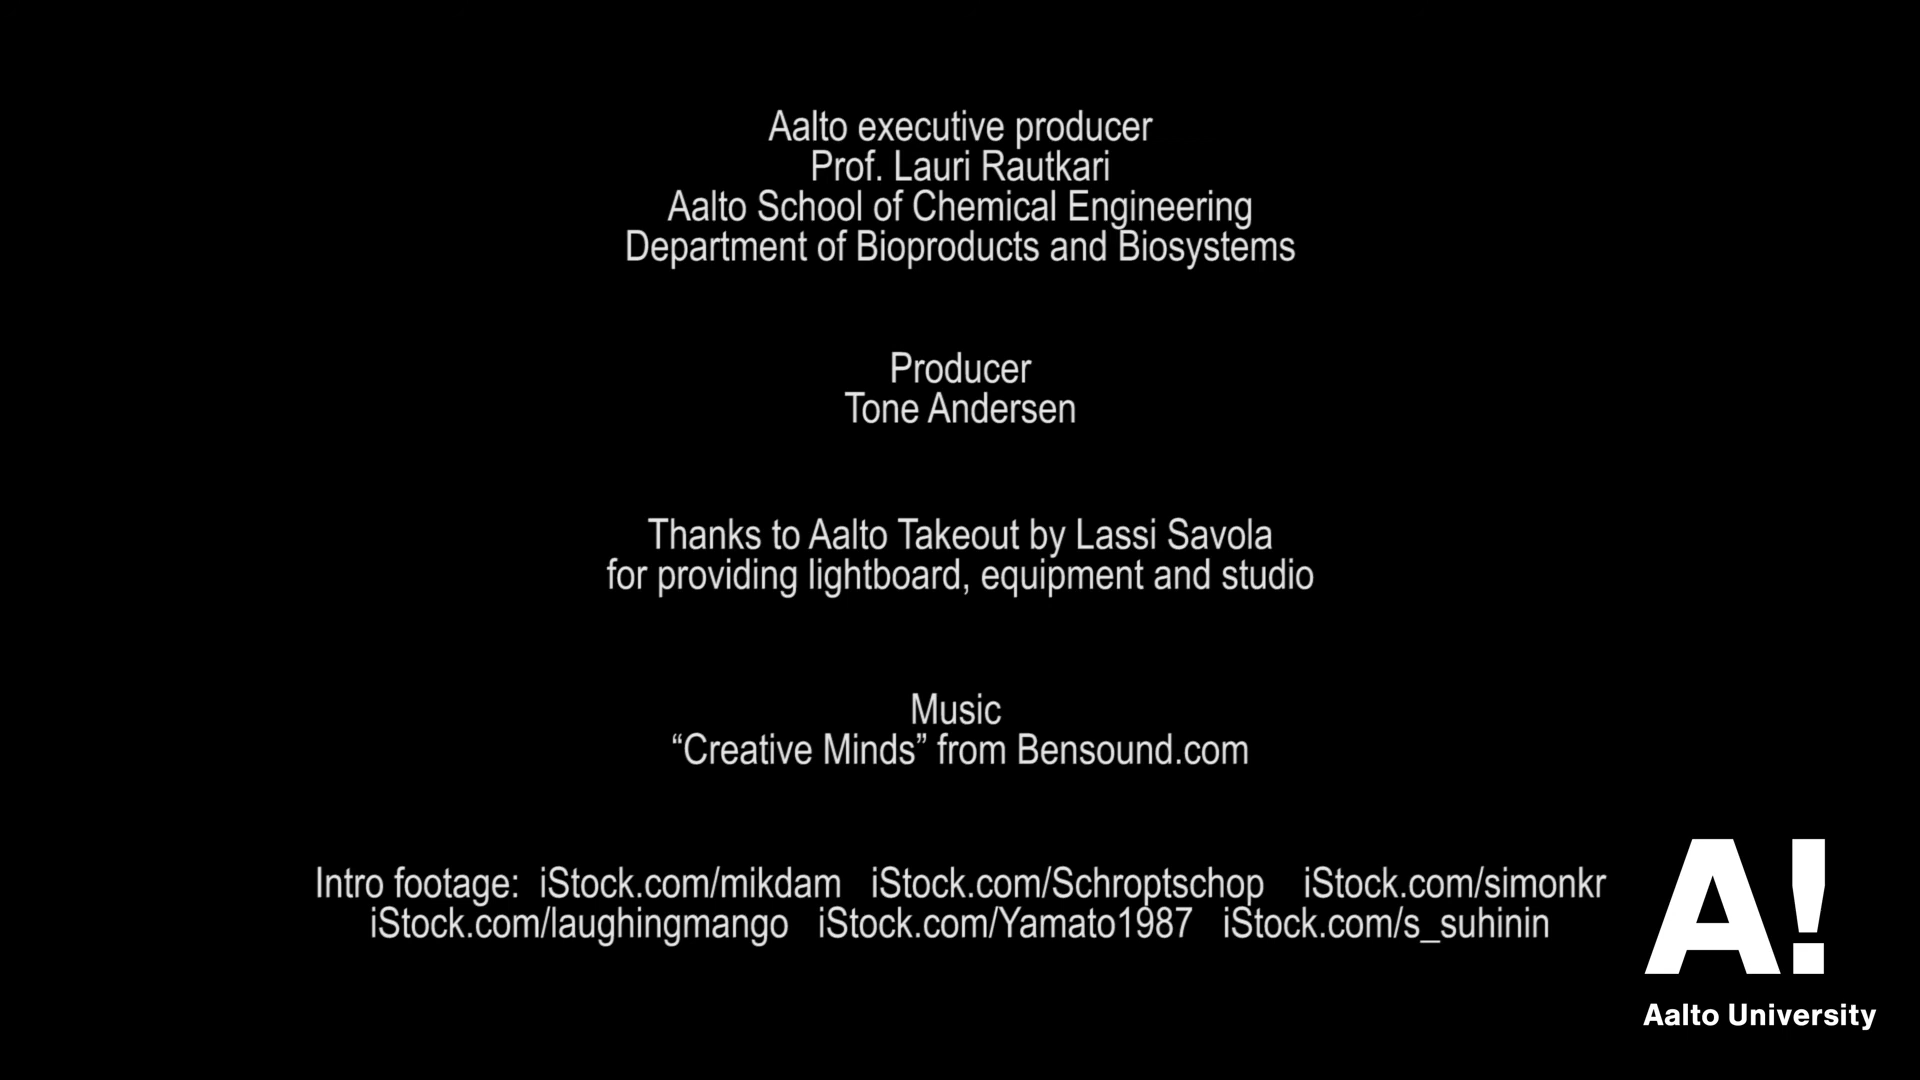 Aalto executive producer
Prof. Lauri Rautkari
Aalto School of Chemical Engineering
Department of Bioproducts and Biosystems
Producer
Tone Andersen
Thanks to Aalto Takeout by Lassi Savola
for providing lightboard, equipment and studio
Music
“Creative Minds” from Bensound.com
Intro footage: iStock.com/mikdam iStock.com/Schroptschop iStock.com/simonkr
iStock.com/laughingmango iStock.com/Yamato1987 iStock.com/s_suhinin
A!
Aalto University